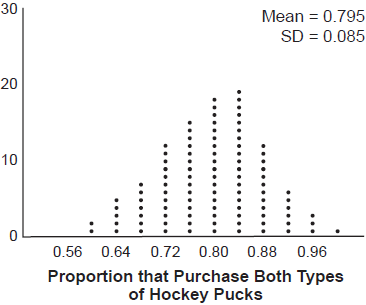 30
Mean = 0.795
SD = 0.085
20
10
0
0.56 0.64 0.72 0.80 0.88 0.96
Proportion that Purchase Both Types
of Hockey Pucks